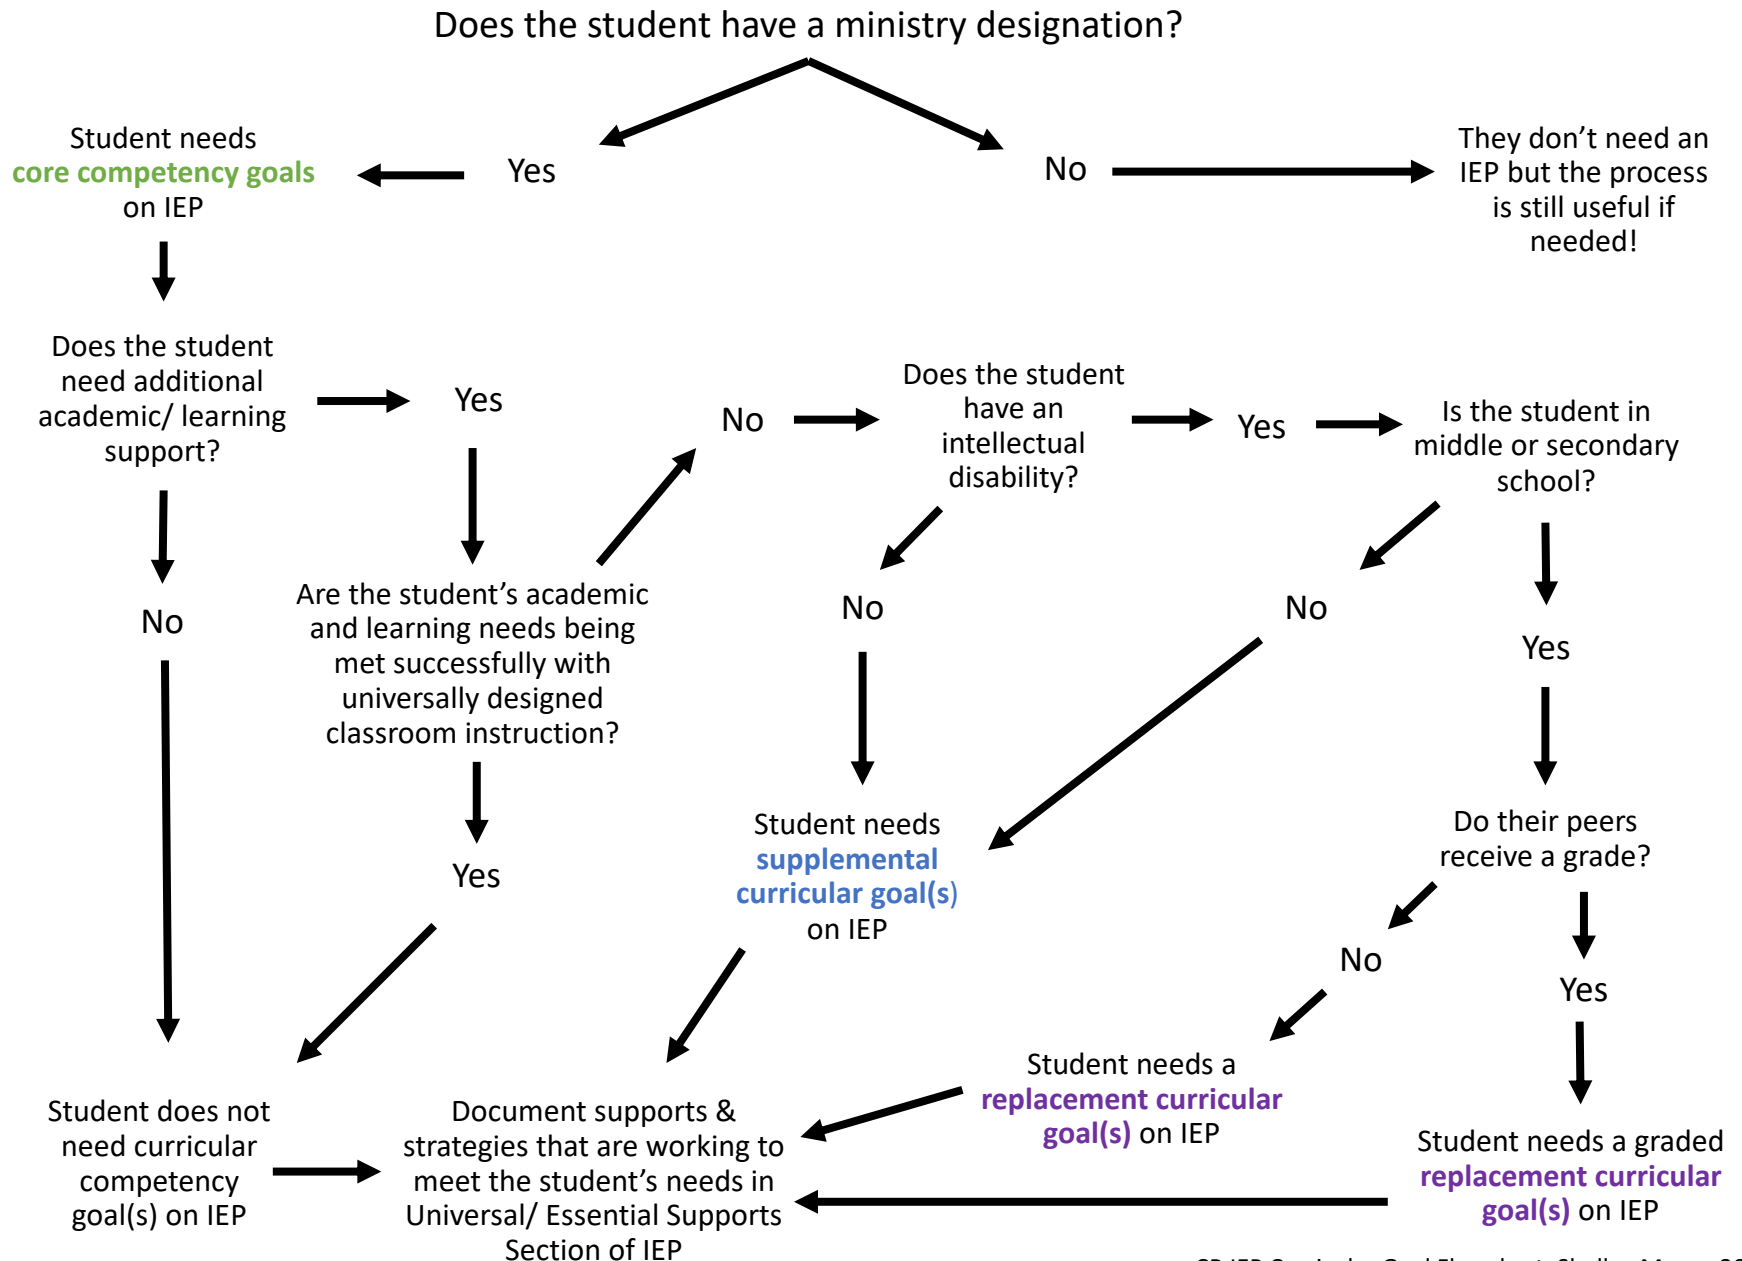 Does the student have a ministry designation?
Student needs
core competency goals
on IEP
Yes
No
They don't need an
IEP but the process
is still useful if
needed!
Does the student
need additional
academic/ learning
support?
Yes
No
Does the student
have an
intellectual
disability?
Yes
Is the student in
middle or secondary
school?
No
Are the student's academic
and learning needs being
met successfully with
universally designed
classroom instruction?
No
No
Yes
Yes
Student needs
supplemental
curricular goal(s)
on IEP
Do their peers
receive a grade?
No
Yes
Student does not
need curricular
competency
goal(s) on IEP
Document supports &
strategies that are working to
meet the student's needs in
Universal/ Essential Supports
Section of IEP
Student needs a
replacement curricular
goal(s) on IEP
Student needs a graded
replacement curricular
goal(s) on IEP